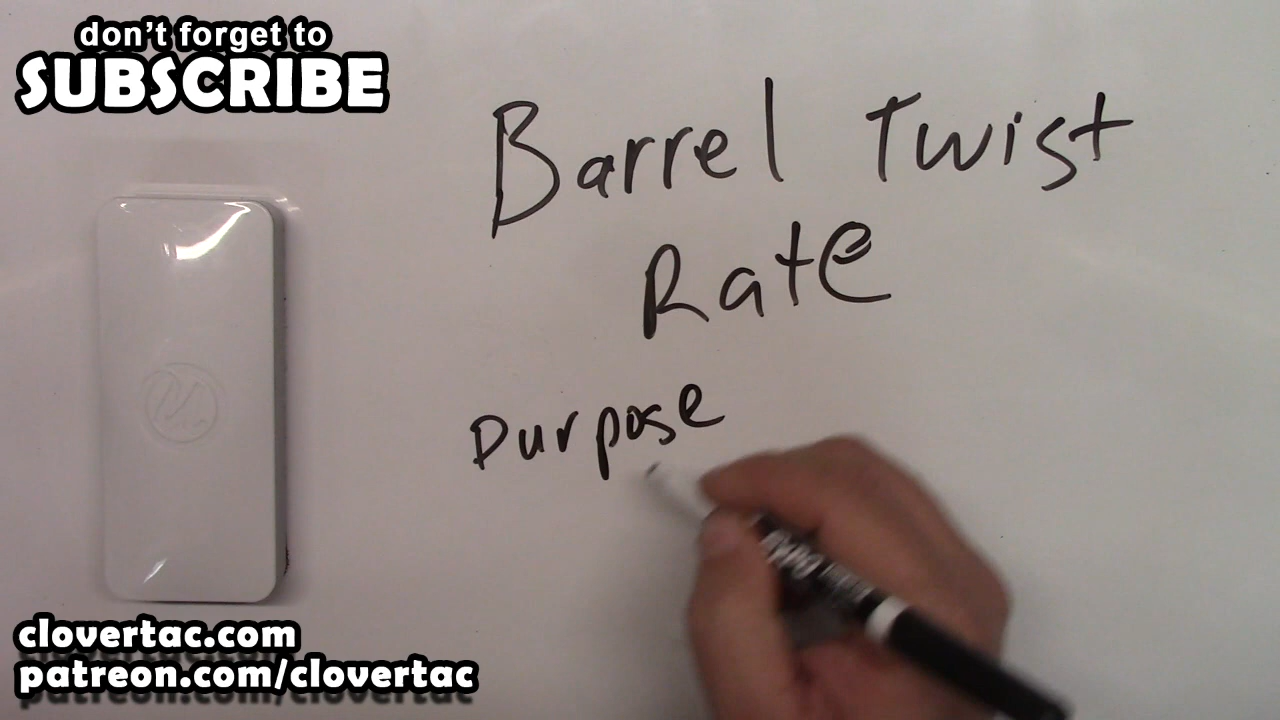 don't forget to
SUBSCRIBE
Barrel Twist
Rate
Purpose
clovertac.com
patreon.com/clovertac